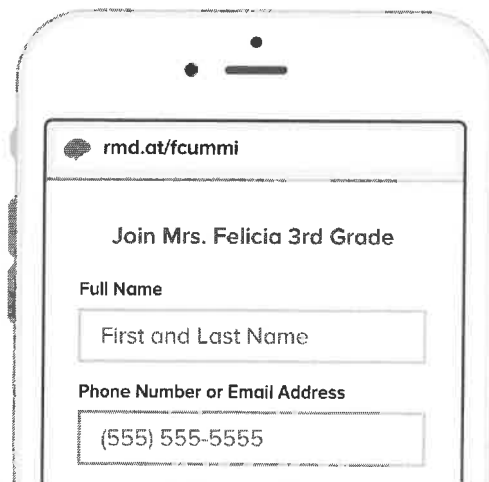 rmd.at/fcummi
Join Mrs. Felicia 3rd Grade
Full Name
First and Last Name
Phone Number or Email Address
(555) 555-5555